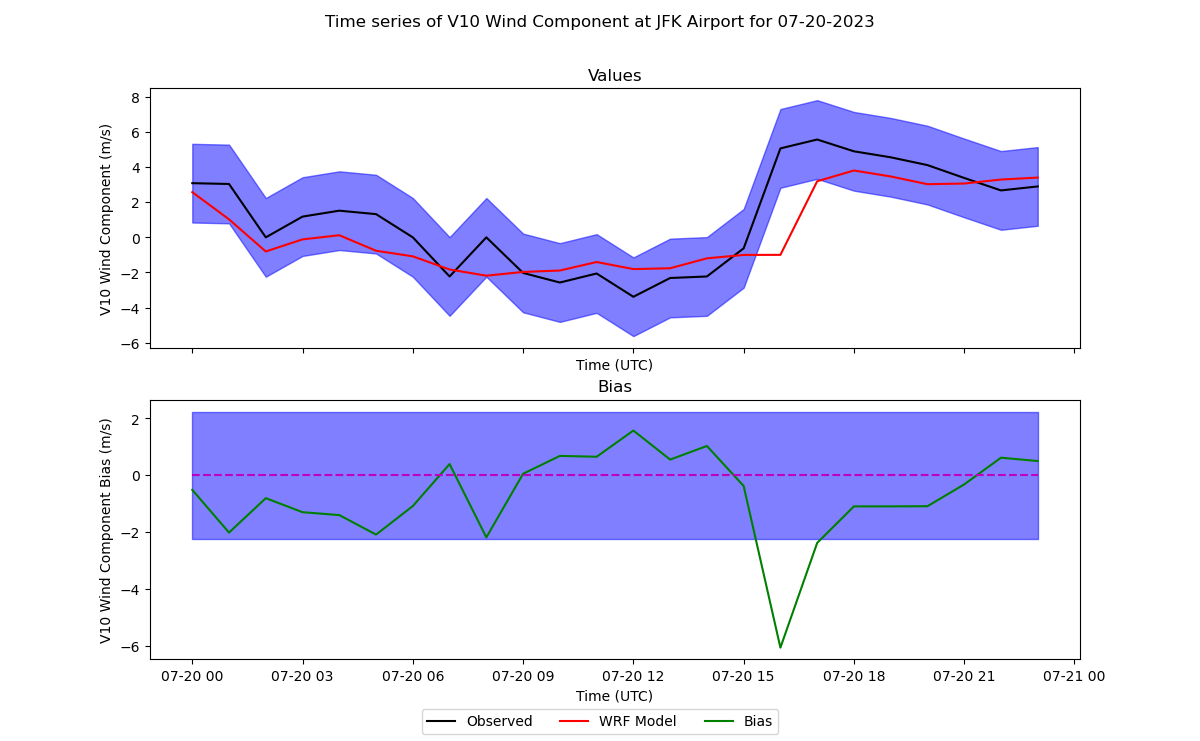 Time series of V10 Wind Component at JFK Airport for 07-20-2023
Values
V10 Wind Component (m/s)
8
6
4
2
0
−2
−4
−6
Time (UTC)
Bias
V10 Wind Component Bias (m/s)
2
0
−2
−4
−6
07-20 00 07-20 03 07-20 06 07-20 09 07-20 12 07-20 15 07-20 18 07-20 21 07-21 00
Time (UTC)
Observed WRF Model Bias